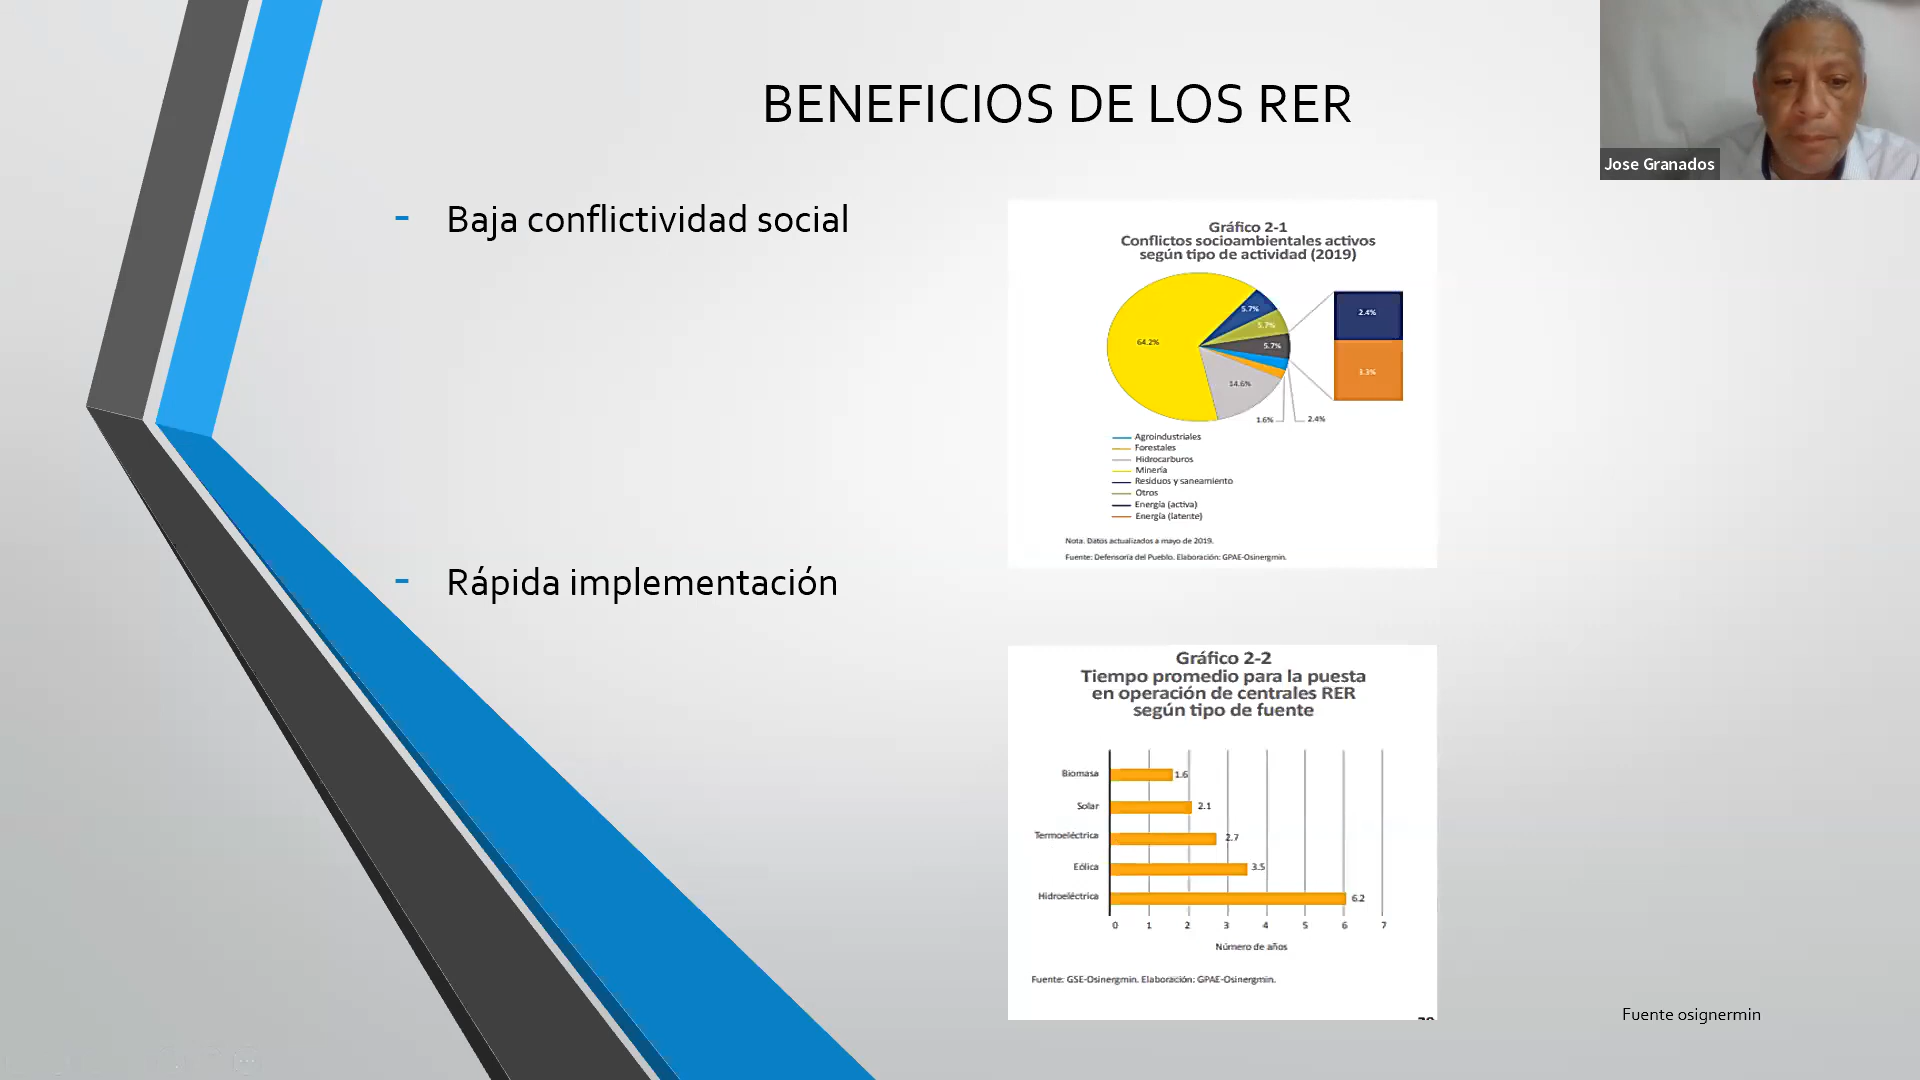 BENEFICIOS DE LOS RER
Jose Granados
- Baja conflictividad social
Gráfico 2-1
Conflictos socioambientales activos
según tipo de actividad (2019)
64.2%
5.7%
5.7%
5.7%
14.6%
1.6%
2.4%
2.4%
3.3%
Agroindustriales
Forestales
Hidrocarburos
Minería
Residuos y saneamiento
Otros
Energía (activa)
Energía (latente)
Nota. Datos actualizados a mayo de 2019.
Fuente: Defensoría del Pueblo. Elaboración: GPAE-Osinergmin.
- Rápida implementación
Gráfico 2-2
Tiempo promedio para la puesta
en operación de centrales RER
según tipo de fuente
Biomasa 1.6
Solar 2.1
Termoeléctrica 2.7
Eólica 3.5
Hidroeléctrica 6.2
0 1 2 3 4 5 6 7
Número de años
Fuente: GSE-Osinergmin. Elaboración: GPAE-Osinergmin.
Fuente osignermin